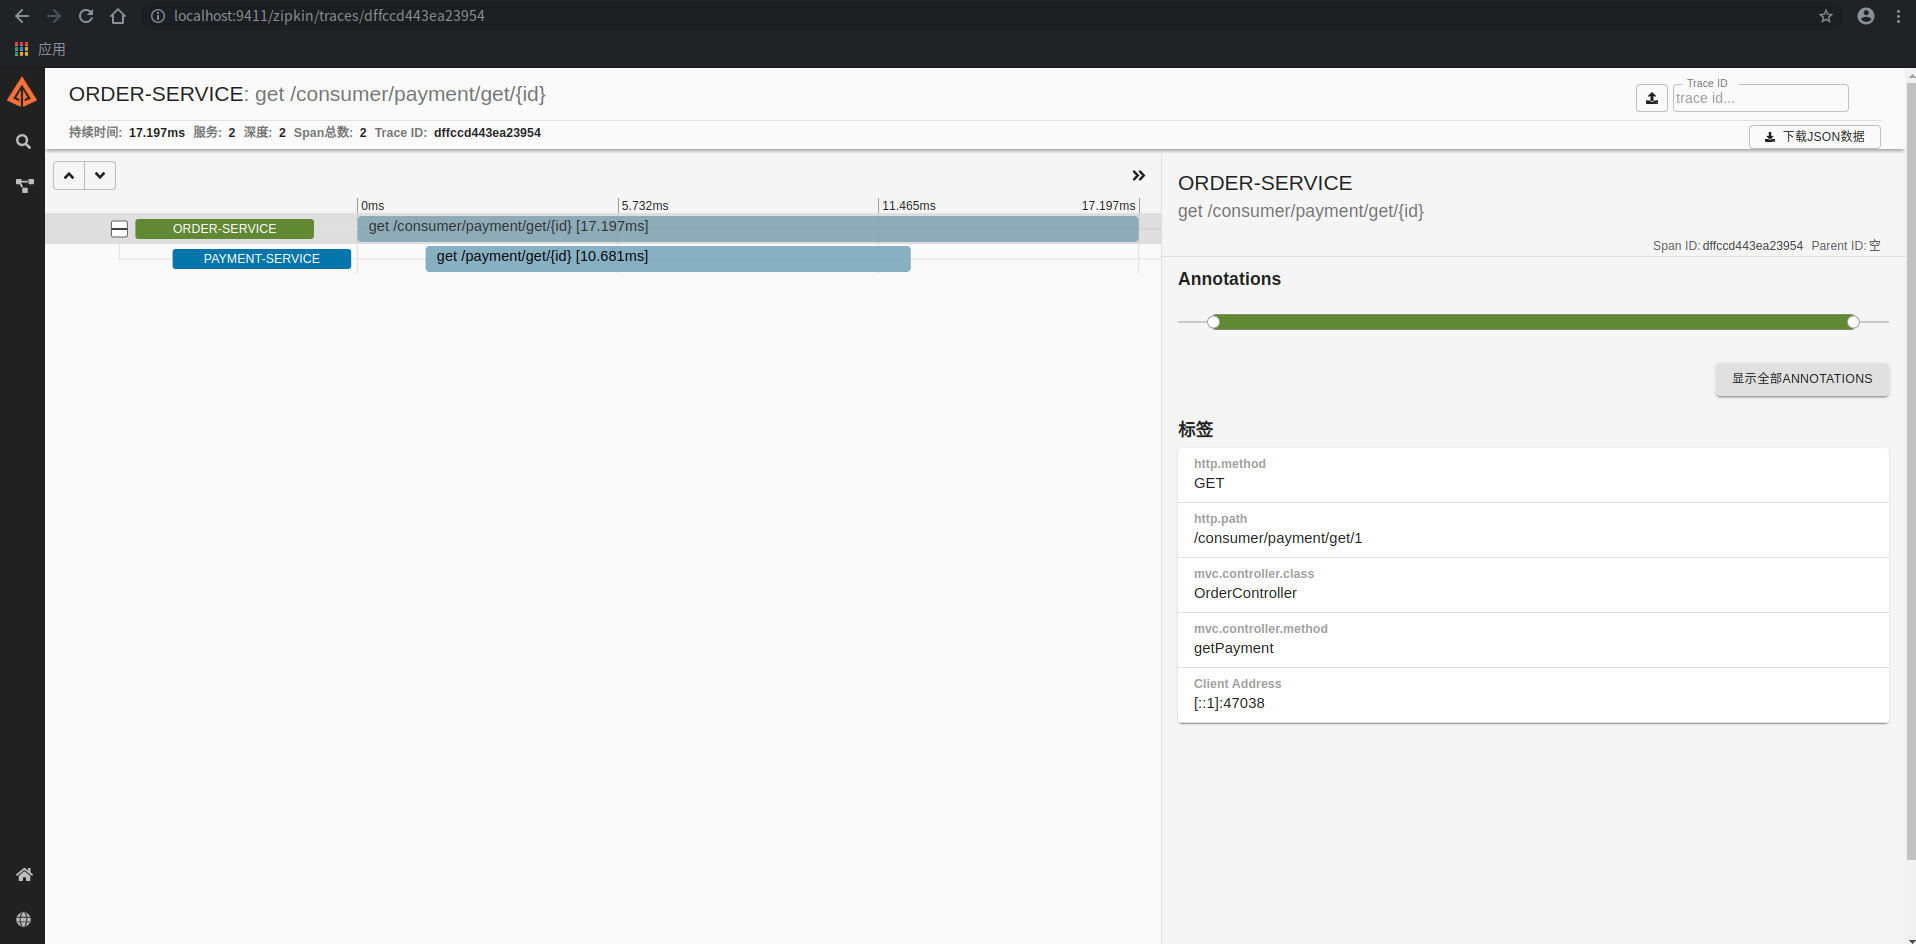 localhost:9411/zipkin/traces/dffccd443ea23954
应用
ORDER-SERVICE: get /consumer/payment/get/{id}
Trace ID
trace id...
持续时间: 17.197ms 服务: 2 深度: 2 Span总数: 2 Trace ID: dffccd443ea23954
下载JSON数据
0ms 5.732ms 11.465ms 17.197ms
ORDER-SERVICE get /consumer/payment/get/{id} [17.197ms]
PAYMENT-SERVICE get /payment/get/{id} [10.681ms]
ORDER-SERVICE
get /consumer/payment/get/{id}
Span ID: dffccd443ea23954 Parent ID: 空
Annotations
显示全部ANNOTATIONS
标签
http.method
GET
http.path
/consumer/payment/get/1
mvc.controller.class
OrderController
mvc.controller.method
getPayment
Client Address
[::1]:47038